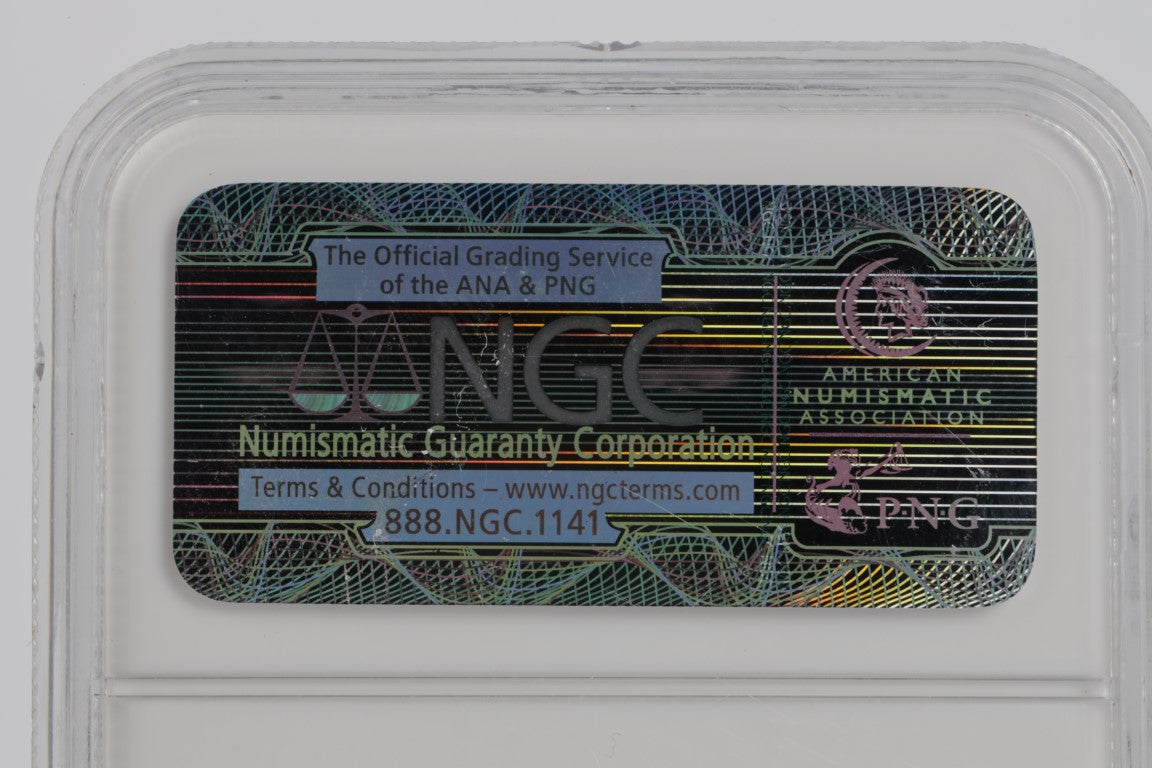 The Official Grading Service
of the ANA & PNG
NGC
Numismatic Guaranty Corporation
Terms & Conditions – www.ngcterms.com
888.NGC.1141
AMERICAN
NUMISMATIC
ASSOCIATION
P·N·G